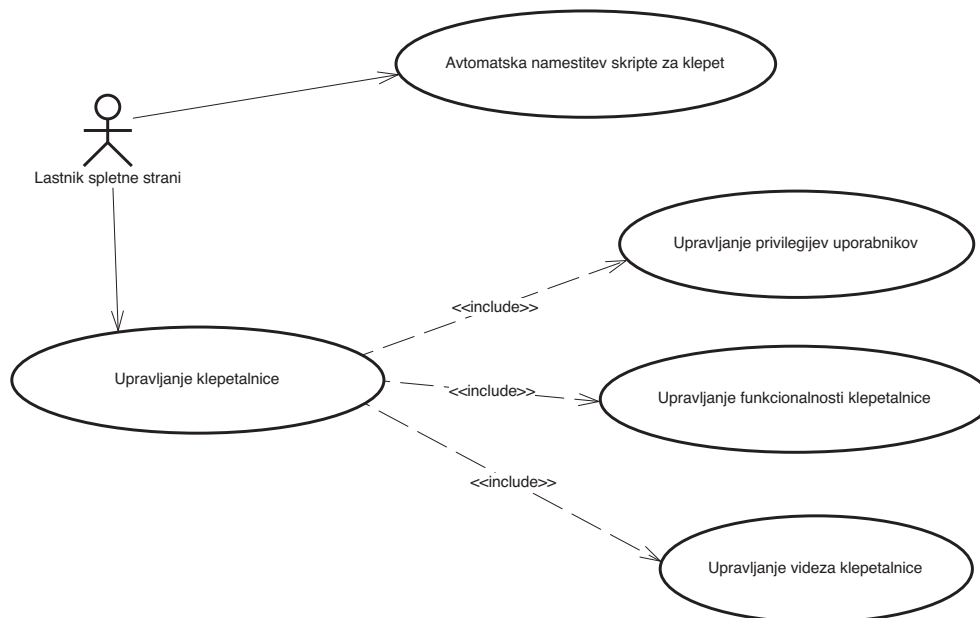 Avtomatska namestitev skripte za klepet
Lastnik spletne strani
Upravljanje privilegijev uporabnikov
<<include>>
Upravljanje klepetalnice
<<include>>
Upravljanje funkcionalnosti klepetalnice
<<include>>
Upravljanje videza klepetalnice